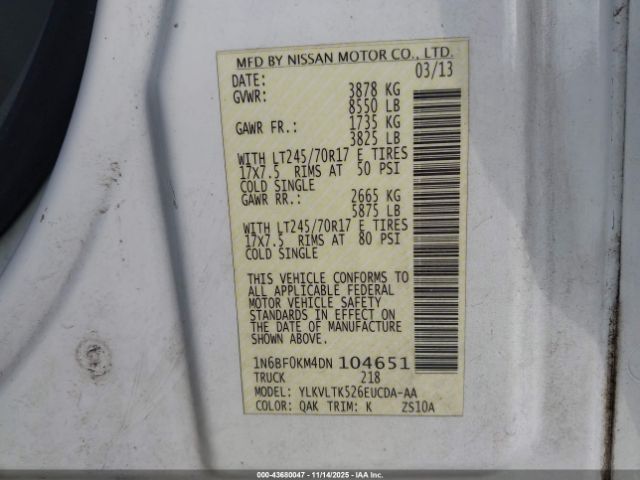 MFD BY NISSAN MOTOR CO., LTD.
DATE: 03/13
GVWR: 3878 KG
8550 LB
GAWR FR.: 1735 KG
3825 LB
WITH LT245/70R17 E TIRES
17X7.5 RIMS AT 50 PSI
COLD SINGLE
GAWR RR.: 2665 KG
5875 LB
WITH LT245/70R17 E TIRES
17X7.5 RIMS AT 80 PSI
COLD SINGLE
THIS VEHICLE CONFORMS TO
ALL APPLICABLE FEDERAL
MOTOR VEHICLE SAFETY
STANDARDS IN EFFECT ON
THE DATE OF MANUFACTURE
SHOWN ABOVE.
1N6BF0KM4DN 104651
TRUCK 218
MODEL: YLKVLTK526EUCDA-AA
COLOR: QAK TRIM: K ZS10A
000-43680047 - 11/14/2025 - IAAC